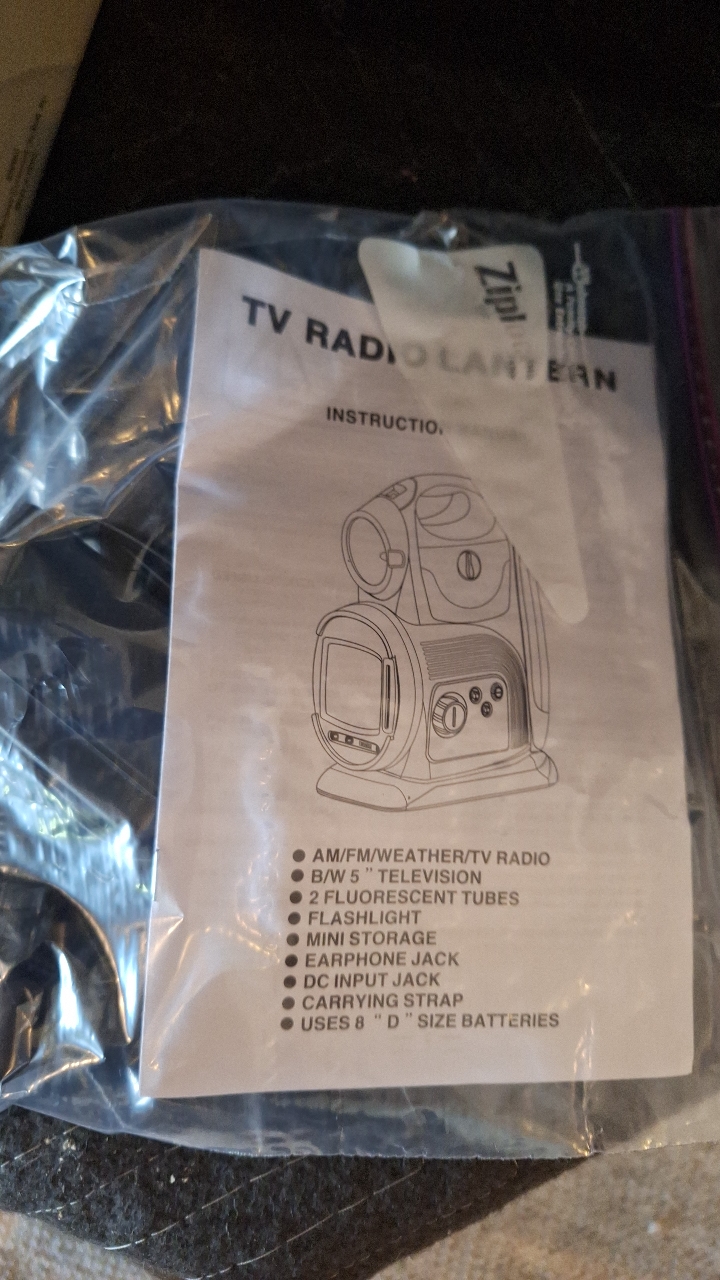 Zipl
TV RADIO LANTERN
INSTRUCTION
● AM/FM/WEATHER/TV RADIO
● B/W 5 " TELEVISION
● 2 FLUORESCENT TUBES
● FLASHLIGHT
● MINI STORAGE
● EARPHONE JACK
● DC INPUT JACK
● CARRYING STRAP
● USES 8 " D " SIZE BATTERIES